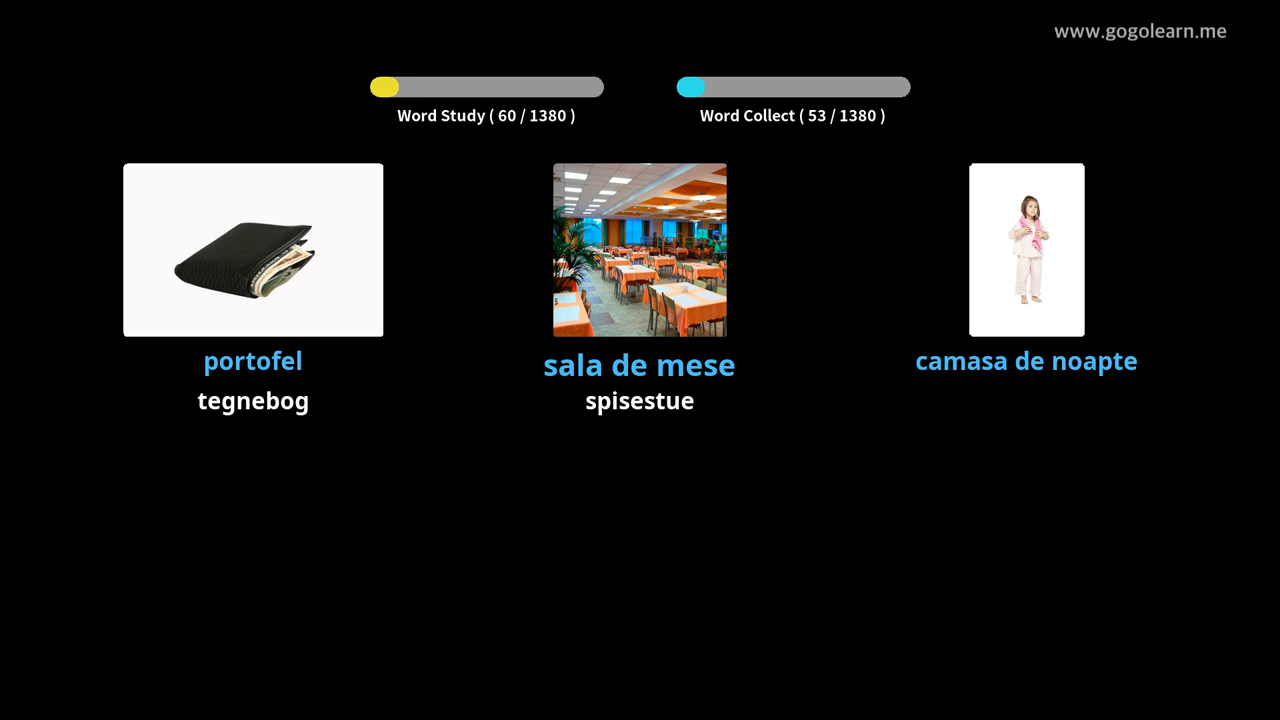 www.gogolearn.me
Word Study ( 60 / 1380 )
Word Collect ( 53 / 1380 )
portofel
tegnebog
sala de mese
spisestue
camasa de noapte